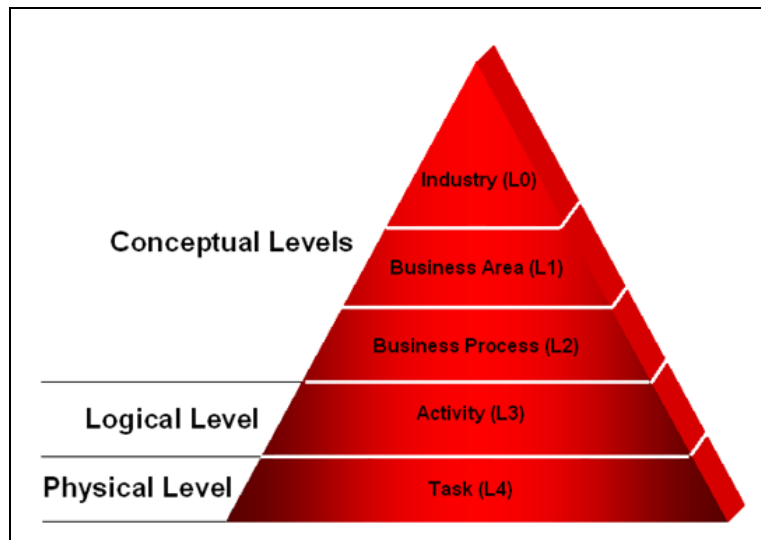 Industry (L0)
Conceptual Levels
Business Area (L1)
Business Process (L2)
Logical Level
Activity (L3)
Physical Level
Task (L4)